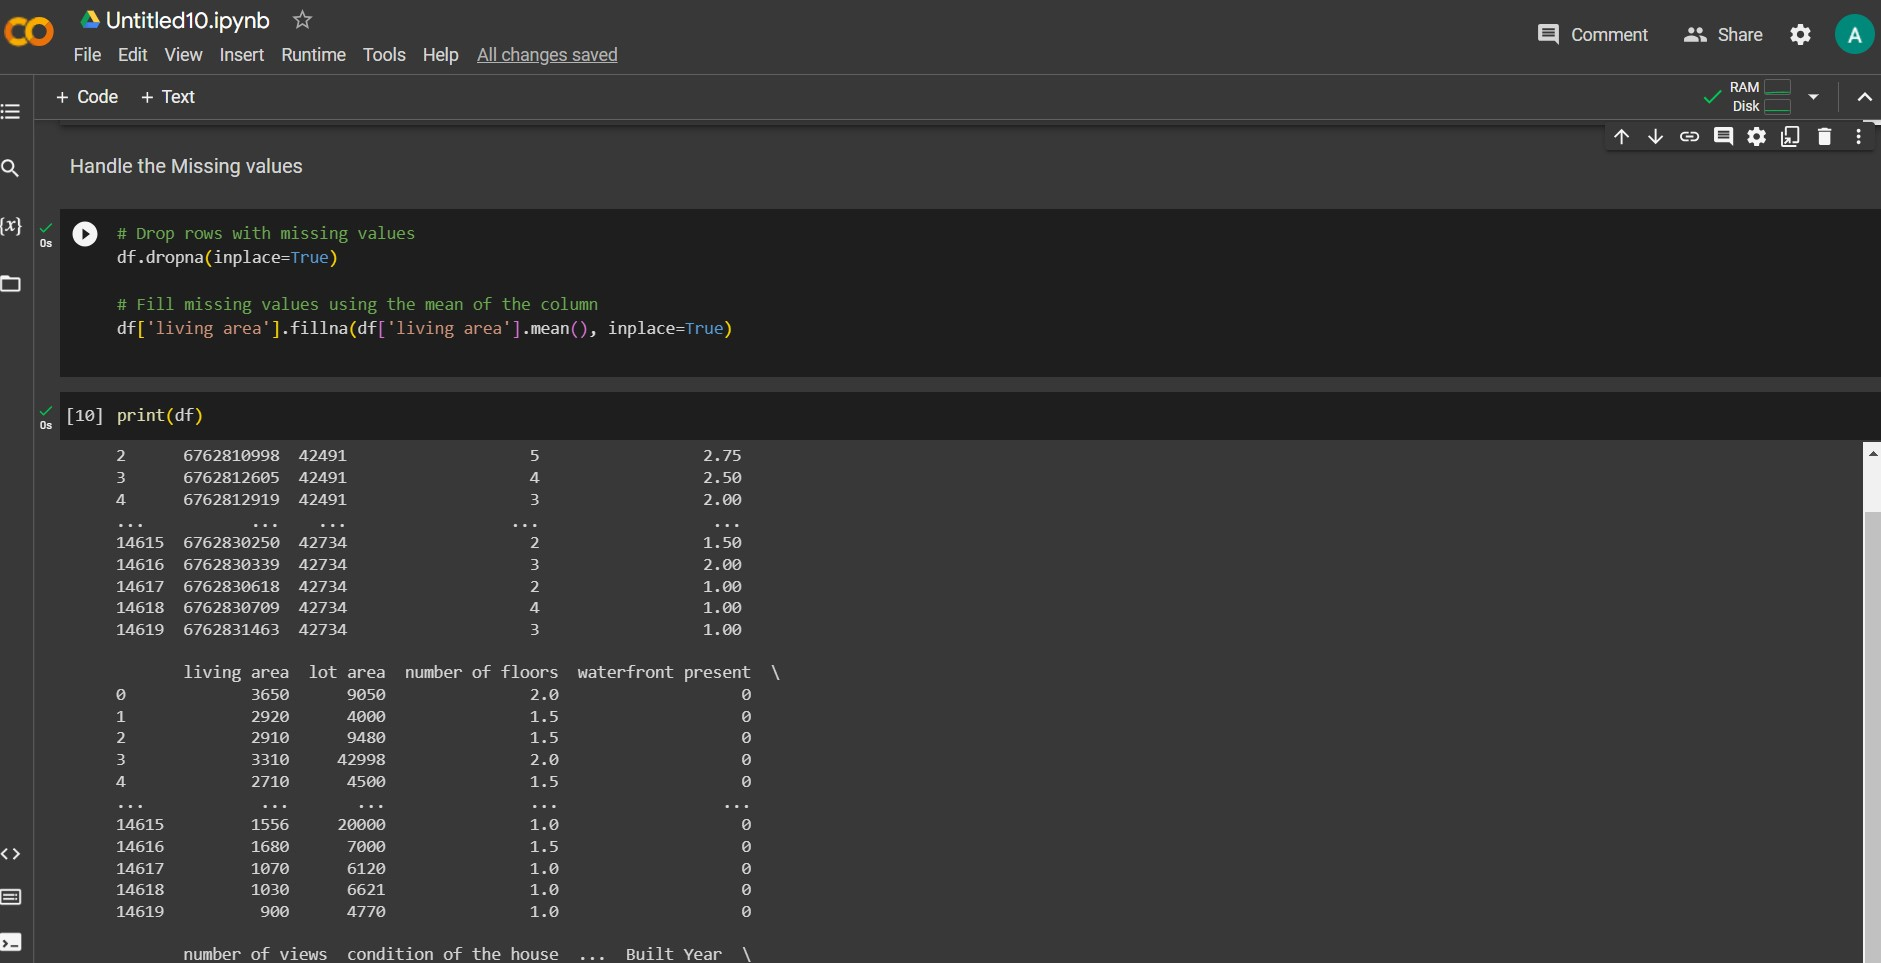 Untitled10.ipynb
File Edit View Insert Runtime Tools Help All changes saved
Comment Share A
+ Code + Text
RAM
Disk
Handle the Missing values
{x}
0s
# Drop rows with missing values
df.dropna(inplace=True)
# Fill missing values using the mean of the column
df['living area'].fillna(df['living area'].mean(), inplace=True)
0s
[10] print(df)
2 6762810998 42491 5 2.75
3 6762812605 42491 4 2.50
4 6762812919 42491 3 2.00
... ... ... ... ...
14615 6762830250 42734 2 1.50
14616 6762830339 42734 3 2.00
14617 6762830618 42734 2 1.00
14618 6762830709 42734 4 1.00
14619 6762831463 42734 3 1.00
living area lot area number of floors waterfront present \
0 3650 9050 2.0 0
1 2920 4000 1.5 0
2 2910 9480 1.5 0
3 3310 42998 2.0 0
4 2710 4500 1.5 0
... ... ... ... ...
14615 1556 20000 1.0 0
14616 1680 7000 1.5 0
14617 1070 6120 1.0 0
14618 1030 6621 1.0 0
14619 900 4770 1.0 0
number of views condition of the house ... Built Year \